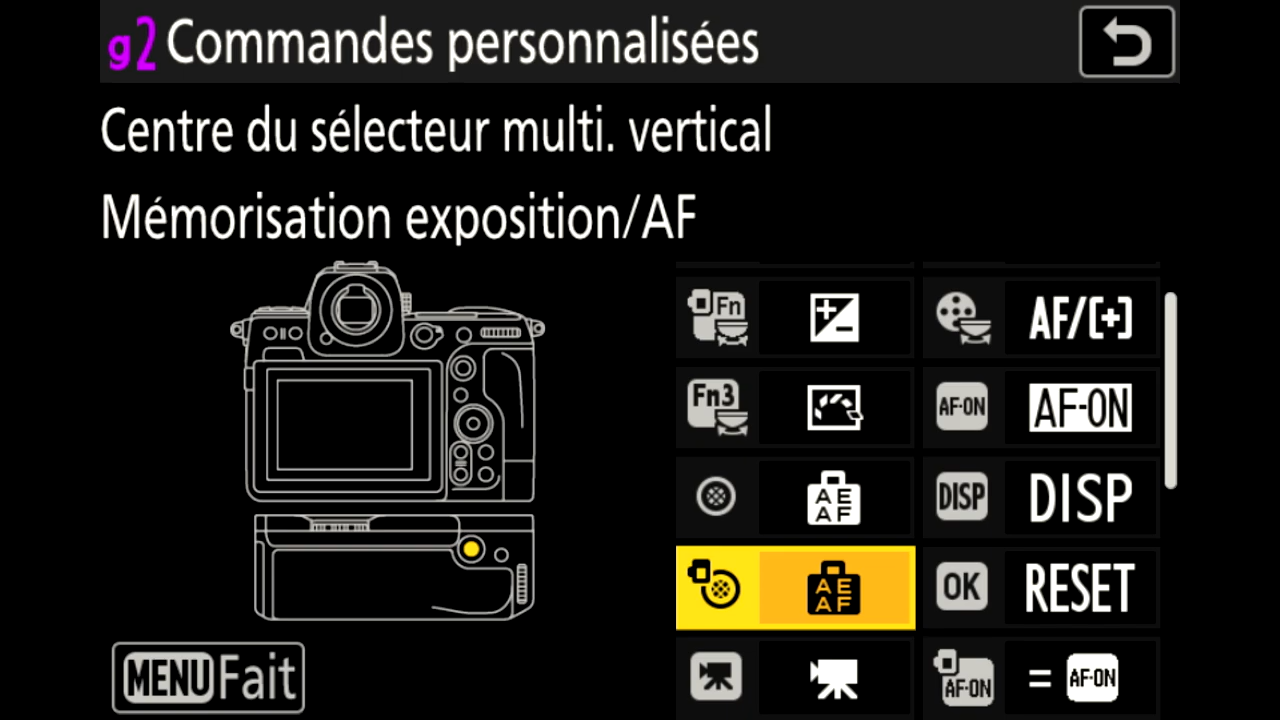 g2 Commandes personnalisées
Centre du sélecteur multi. vertical
Mémorisation exposition/AF
Fn AF/[+]
Fn3 AF-ON AF-ON
AE AF DISP DISP
AE AF OK RESET
AF-ON = AF-ON
MENU Fait